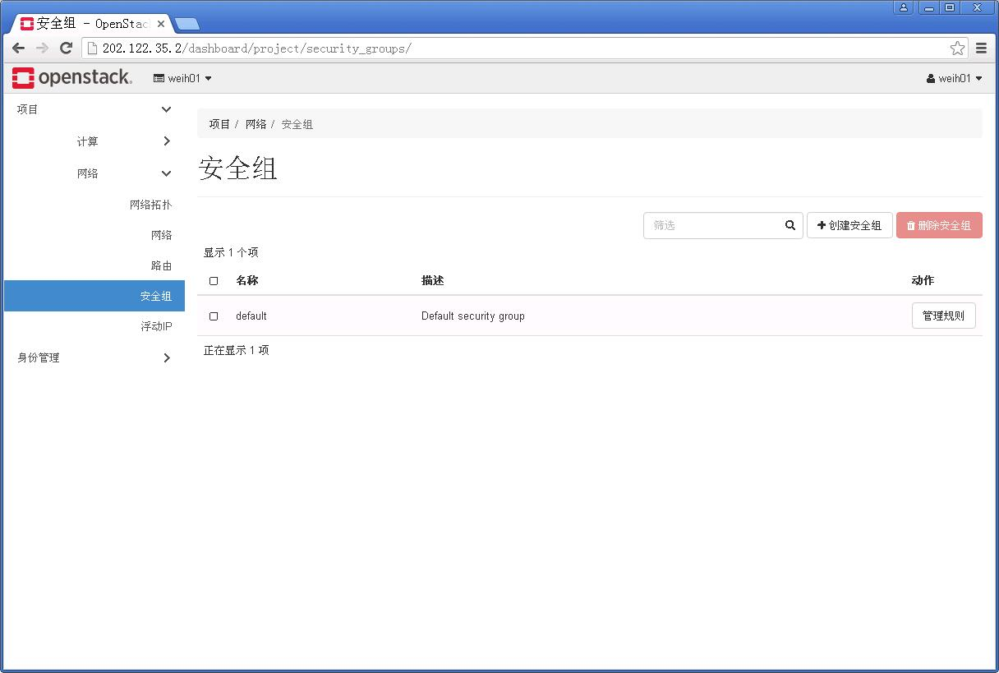 安全组 - OpenStac
202.122.35.2/dashboard/project/security_groups/
openstack. weih01 weih01
项目
计算
网络
网络拓扑
网络
路由
安全组
浮动IP
身份管理
项目 / 网络 / 安全组
安全组
筛选 创建安全组 删除安全组
显示 1 个项
名称 描述 动作
default Default security group 管理规则
正在显示 1 项